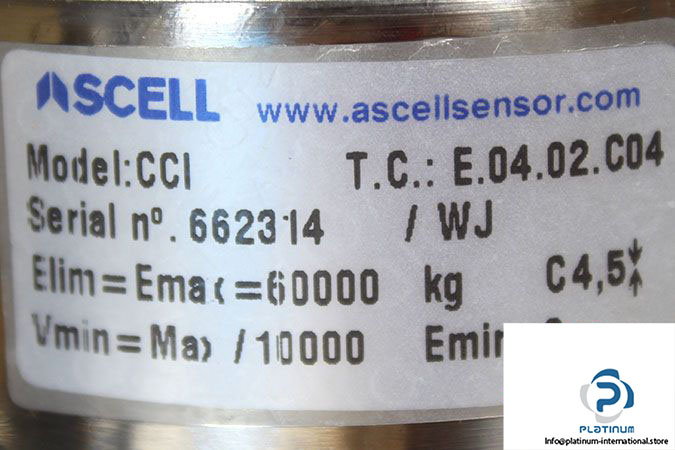 ASCELL www.ascellsensor.com
Model:CCI T.C.: E.04.02.C04
Serial nº. 662314 / WJ
Elim=Emax=60000 kg C4,5
Vmin=Max /10000 Emin
PLATINUM
Info@platinum-international.store